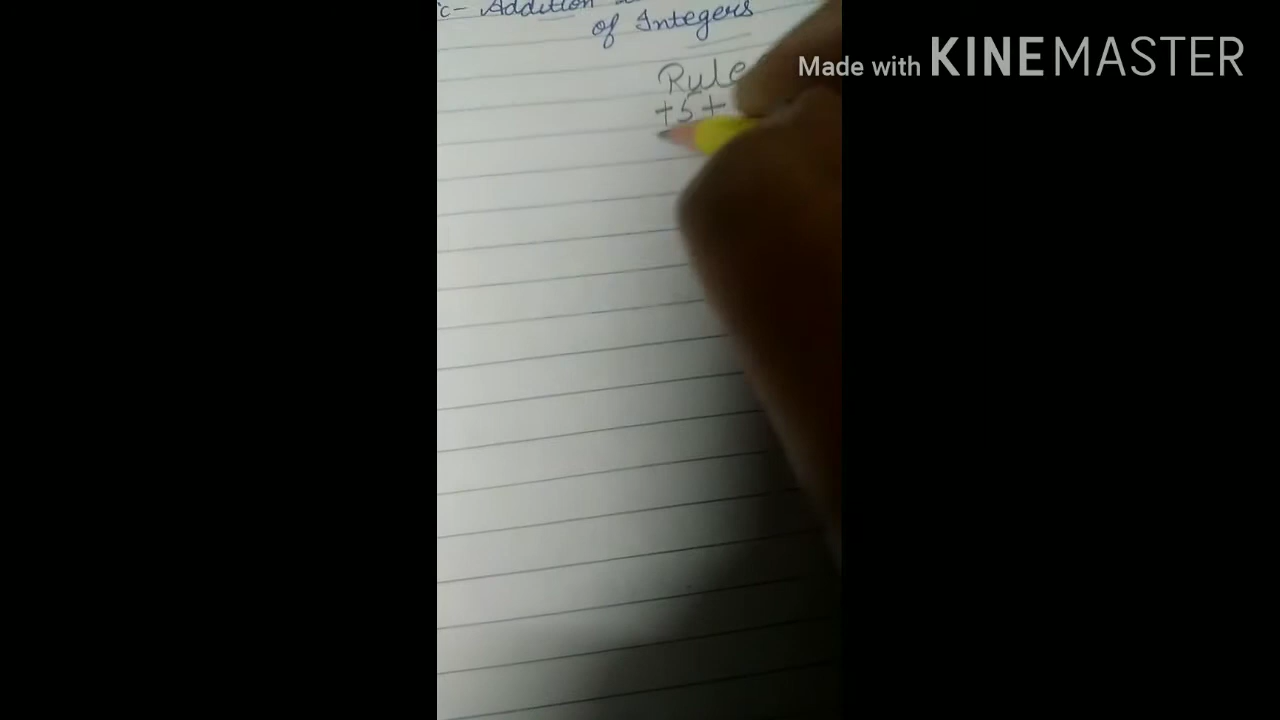 c- Addition
of Integers
Rule
+5+
Made with KINEMASTER